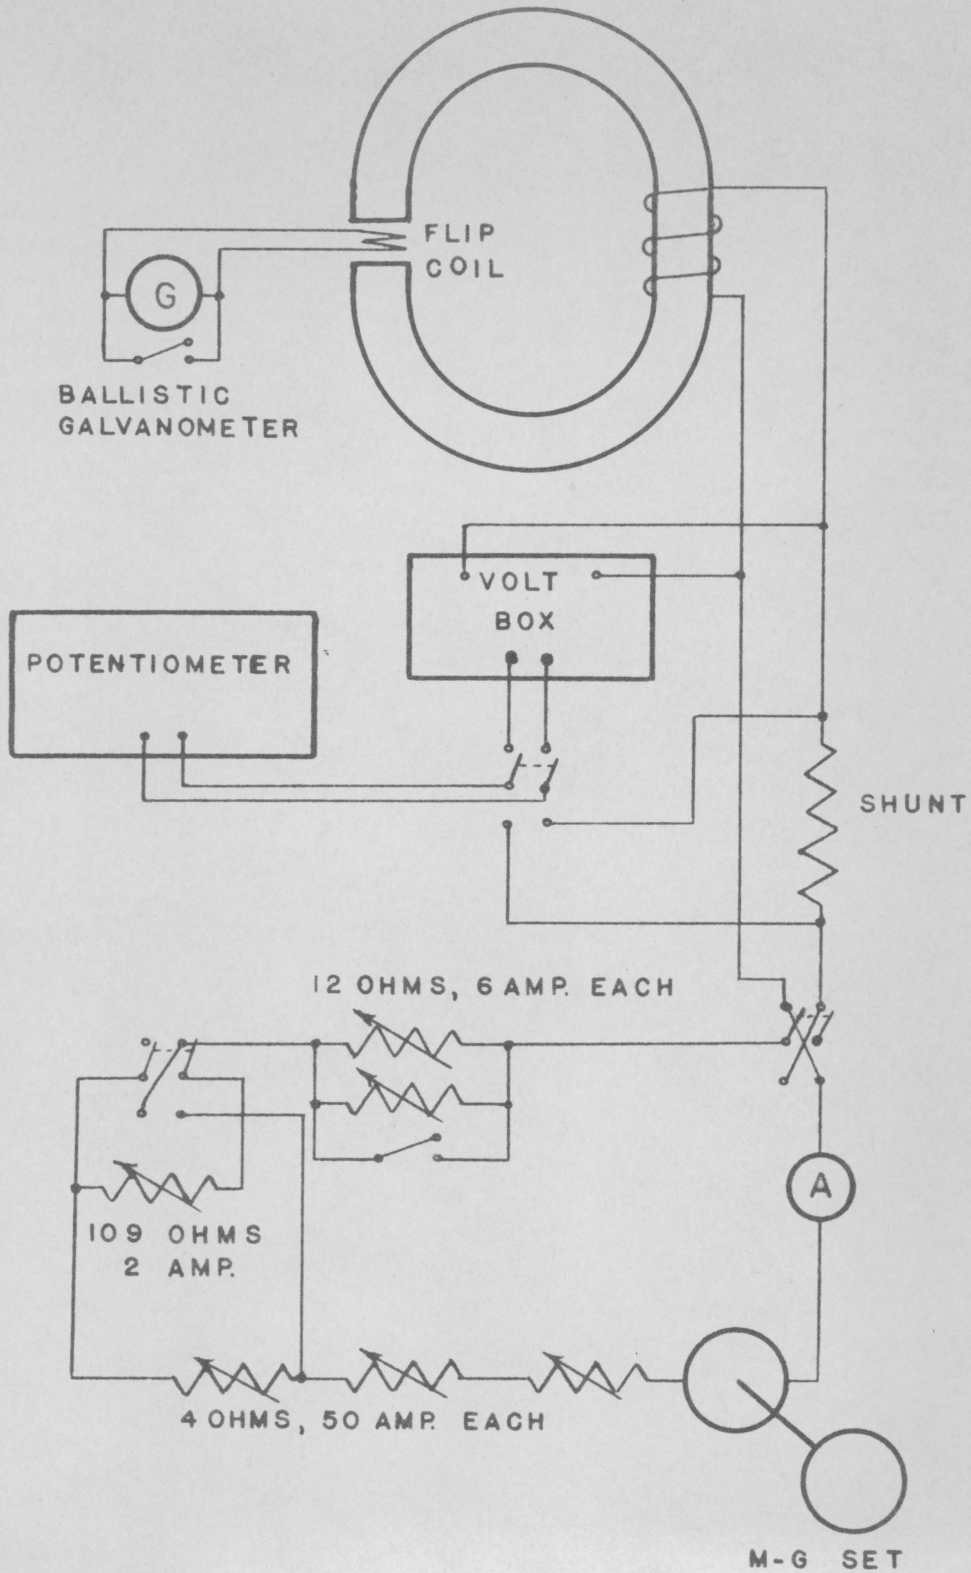 FLIP
COIL
G
BALLISTIC
GALVANOMETER
VOLT
BOX
POTENTIOMETER
SHUNT
12 OHMS, 6 AMP. EACH
A
109 OHMS
2 AMP.
4 OHMS, 50 AMP. EACH
M-G SET